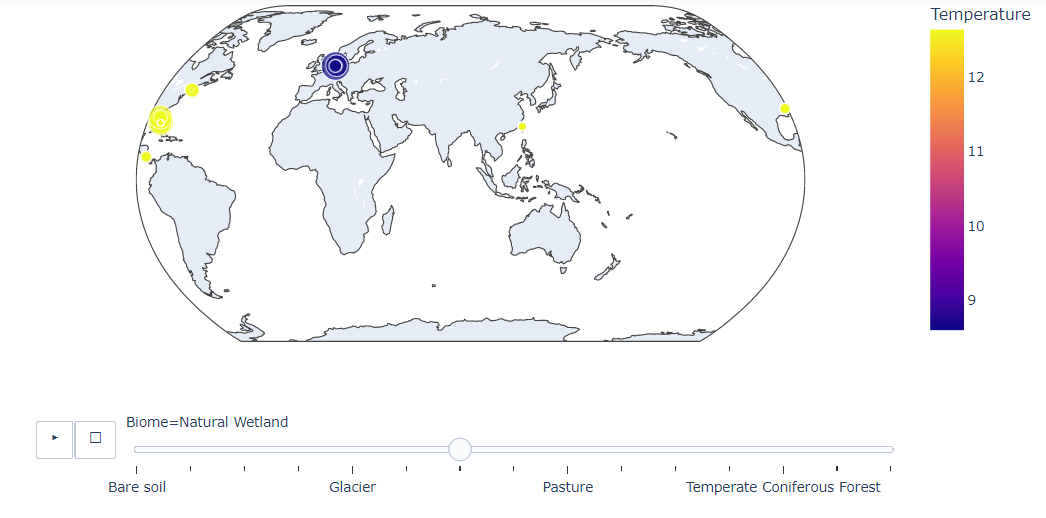 Temperature
12
11
10
9
Biome=Natural Wetland
Bare soil
Glacier
Pasture
Temperate Coniferous Forest